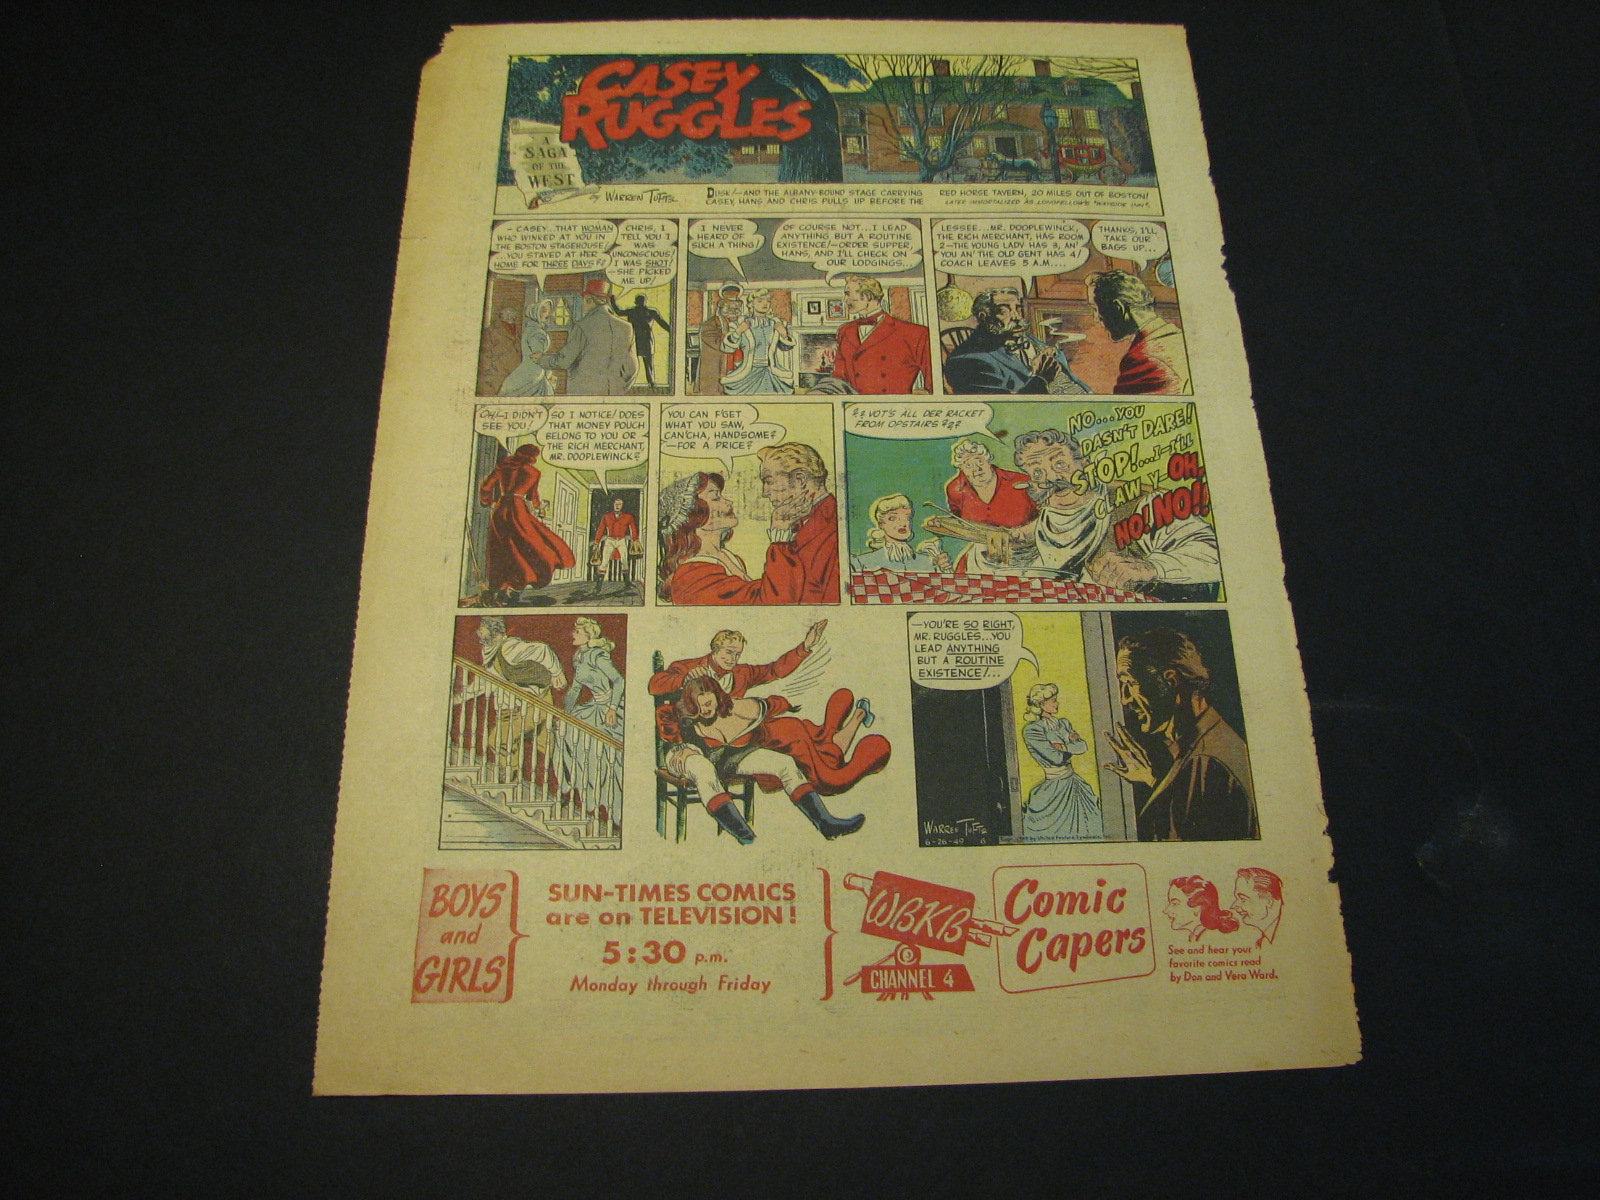 CASEY
RUGGLES
A
SAGA
OF THE
WEST
by WARREN TUFTS
DUSK!—AND THE ALBANY-BOUND STAGE CARRYING
CASEY, HANS AND CHRIS PULLS UP BEFORE THE
RED HORSE TAVERN, 20 MILES OUT OF BOSTON!
LATER IMMORTALIZED AS LONGFELLOW'S "WAYSIDE INN".
—CASEY...THAT WOMAN
WHO WINKED AT YOU IN
THE BOSTON STAGEHOUSE!
...YOU STAYED AT HER
HOME FOR THREE DAYS??
CHRIS, I
TELL YOU I
WAS
UNCONSCIOUS!
I WAS SHOT!
—SHE PICKED
ME UP!
I NEVER
HEARD OF
SUCH A THING!
OF COURSE NOT...I LEAD
ANYTHING BUT A ROUTINE
EXISTENCE!—ORDER SUPPER,
HANS, AND I'LL CHECK ON
OUR LODGINGS...
LESSEE...MR. DOOPLEWINCK,
THE RICH MERCHANT, HAS ROOM
2—THE YOUNG LADY HAS 3, AN'
YOU AN' THE OLD GENT HAS 4!
COACH LEAVES 5 A.M....
THANKS, I'LL
TAKE OUR
BAGS UP...
OH!—I DIDN'T
SEE YOU!
SO I NOTICE! DOES
THAT MONEY POUCH
BELONG TO YOU OR
THE RICH MERCHANT,
MR. DOOPLEWINCK?
YOU CAN F'GET
WHAT YOU SAW,
CAN'CHA, HANDSOME?
—FOR A PRICE?
?? VOT'S ALL DER RACKET
FROM OPSTAIRS ?2?
NO...YOU
DASN'T DARE!
STOP!...I—I'LL
CLAW Y—OH,
NO! NO!!
—YOU'RE SO RIGHT,
MR. RUGGLES...YOU
LEAD ANYTHING
BUT A ROUTINE
EXISTENCE!...
WARREN TUFTS
6-26-49 6
by United Feature Syndicate, Inc.
BOYS
and
GIRLS
SUN-TIMES COMICS
are on TELEVISION!
5:30 p.m.
Monday through Friday
WBKB
CHANNEL 4
Comic
Capers
See and hear your
favorite comics read
by Don and Vera Ward.